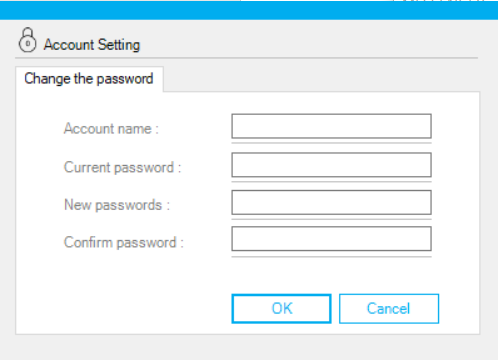 Account Setting
Change the password
Account name :
Current password :
New passwords :
Confirm password :
OK Cancel